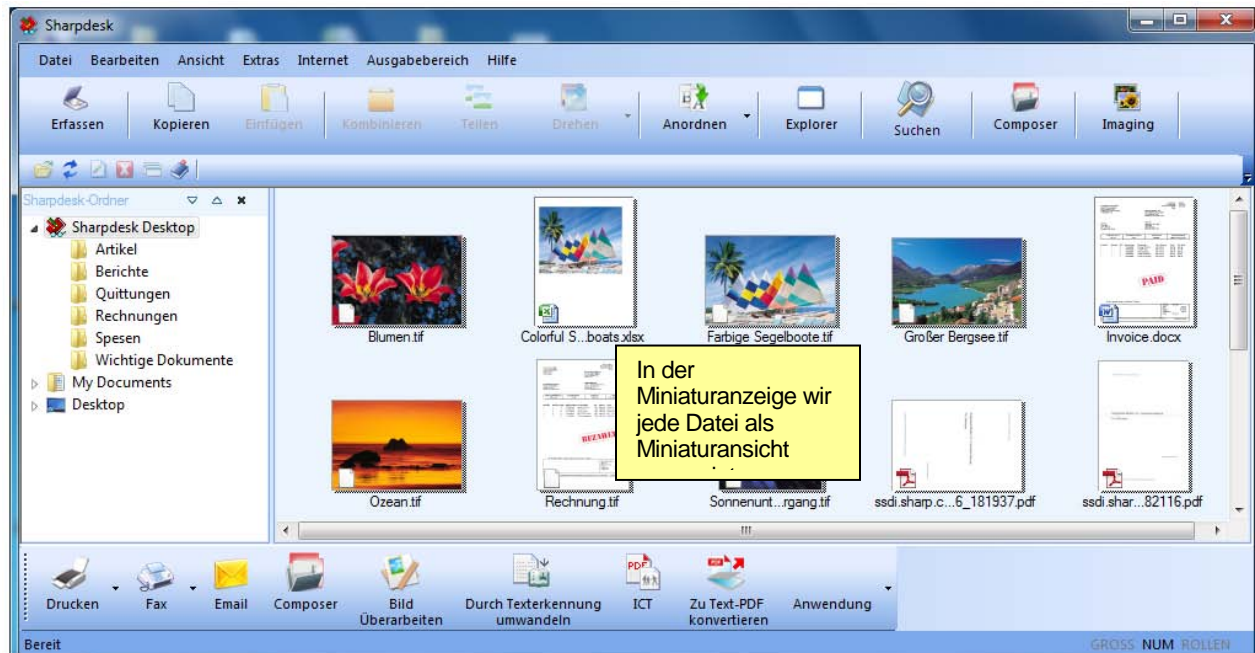 Sharpdesk
Datei Bearbeiten Ansicht Extras Internet Ausgabebereich Hilfe
Erfassen Kopieren Einfügen Kombinieren Teilen Drehen Anordnen Explorer Suchen Composer Imaging
Sharpdesk-Ordner
Sharpdesk Desktop
Artikel
Berichte
Quittungen
Rechnungen
Spesen
Wichtige Dokumente
My Documents
Desktop
PAID
Blumen.tif Colorful S...boats.xlsx Farbige Segelboote.tif Großer Bergsee.tif Invoice.docx
In der
Miniaturanzeige wir
jede Datei als
Miniaturansicht
Ozean.tif Rechnung.tif Sonnenunt...rgang.tif ssdi.sharp.c...6_181937.pdf ssdi.shar...82116.pdf
PDF
Drucken Fax Email Composer Bild Überarbeiten Durch Texterkennung umwandeln ICT Zu Text-PDF konvertieren Anwendung
Bereit GROSS NUM ROLLEN